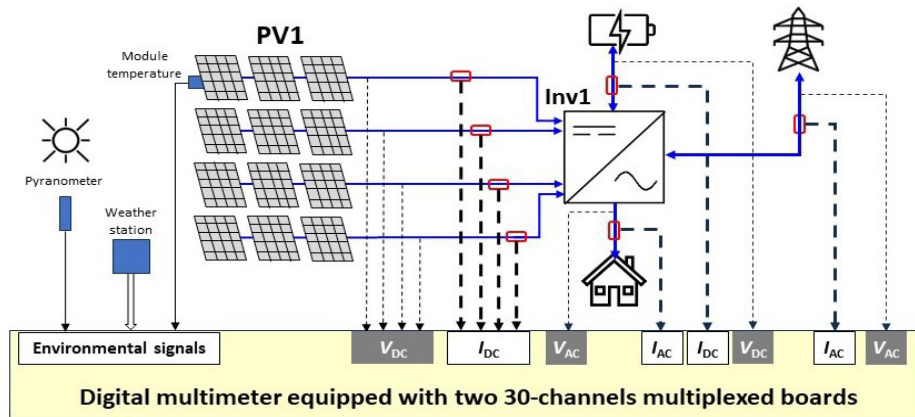 PV1
Module
temperature
Inv1
Pyranometer
Weather
station
Environmental signals
VDC
IDC
VAC
IAC
IDC
VDC
IAC
VAC
Digital multimeter equipped with two 30-channels multiplexed boards